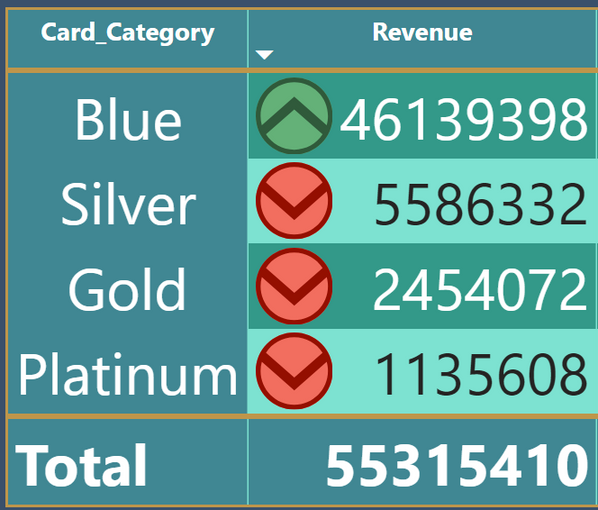 Card_Category Revenue
Blue 46139398
Silver 5586332
Gold 2454072
Platinum 1135608
Total 55315410